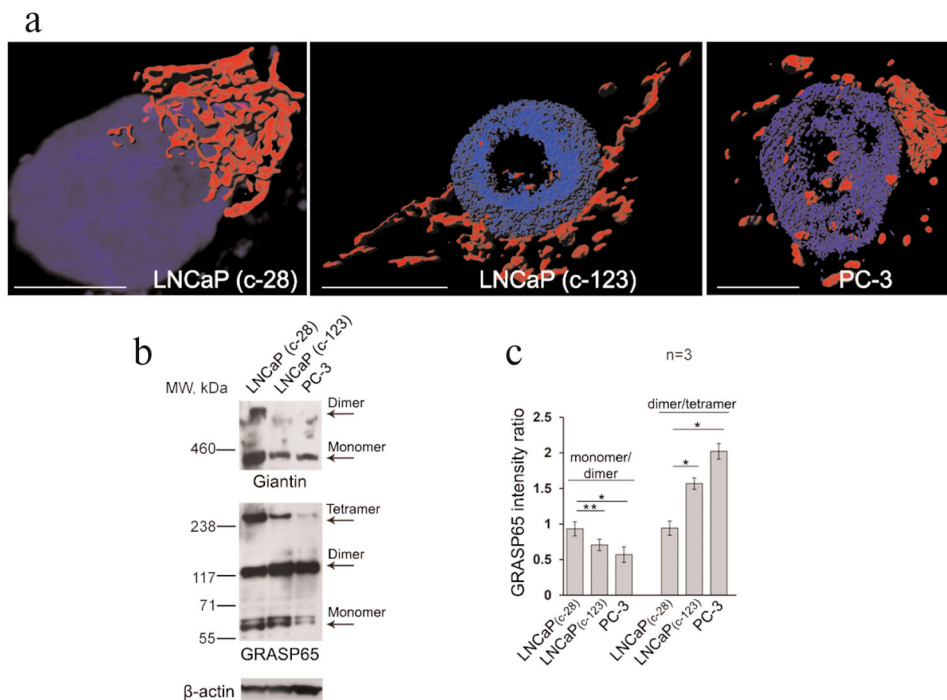 a
LNCaP (c-28)
LNCaP (c-123)
PC-3
b
MW, kDa
LNCaP (c-28)
LNCaP (c-123)
PC-3
Dimer
460
Monomer
Giantin
Tetramer
238
Dimer
117
71
Monomer
55
GRASP65
β-actin
c
n=3
GRASP65 intensity ratio
2.5
2
1.5
1
0.5
0
monomer/
dimer
*
**
dimer/tetramer
*
*
LNCaP(c-28)
LNCaP(c-123)
PC-3
LNCaP(c-28)
LNCaP(c-123)
PC-3